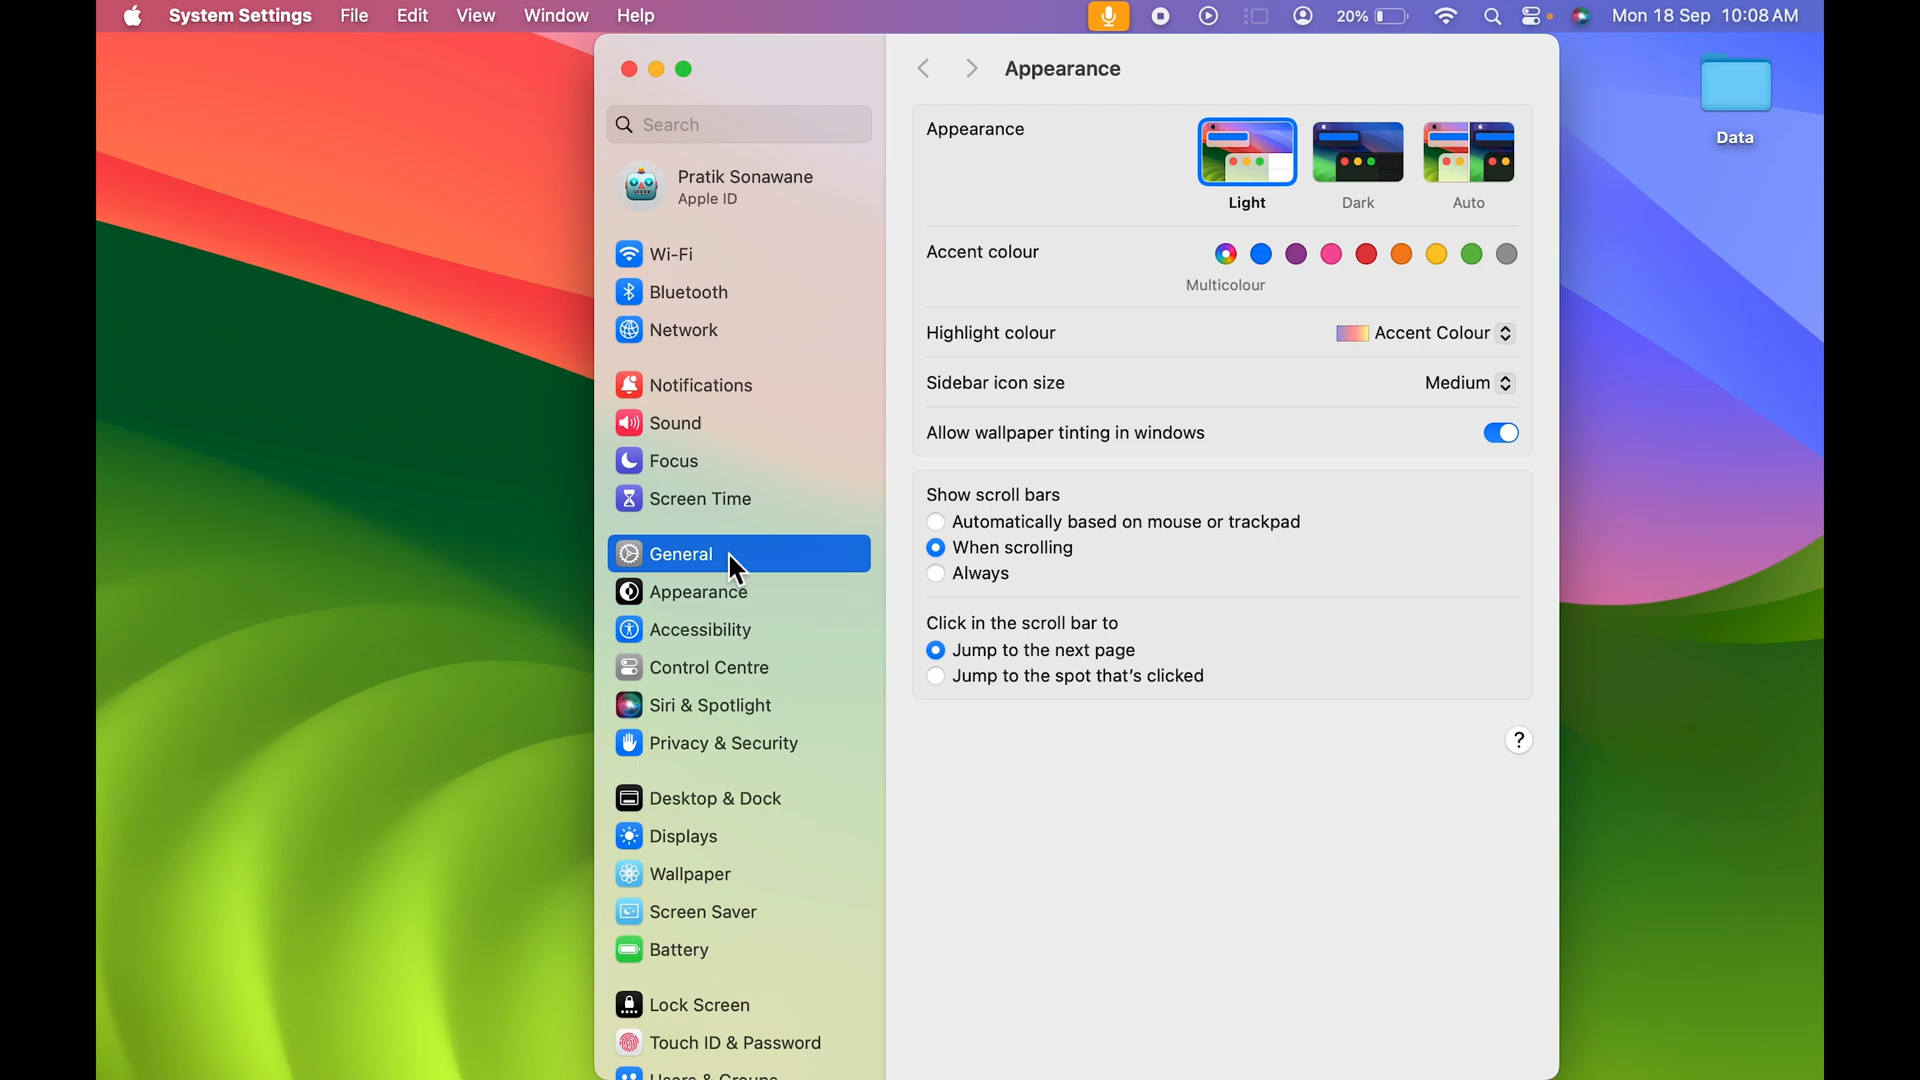 System Settings File Edit View Window Help 20% Mon 18 Sep 10:08 AM
Appearance
Search
Pratik Sonawane
Apple ID
Wi-Fi
Bluetooth
Network
Notifications
Sound
Focus
Screen Time
General
Appearance
Accessibility
Control Centre
Siri & Spotlight
Privacy & Security
Desktop & Dock
Displays
Wallpaper
Screen Saver
Battery
Lock Screen
Touch ID & Password
Users & Groups
Appearance
Light Dark Auto
Accent colour
Multicolour
Highlight colour Accent Colour
Sidebar icon size Medium
Allow wallpaper tinting in windows
Show scroll bars
Automatically based on mouse or trackpad
When scrolling
Always
Click in the scroll bar to
Jump to the next page
Jump to the spot that's clicked
?
Data